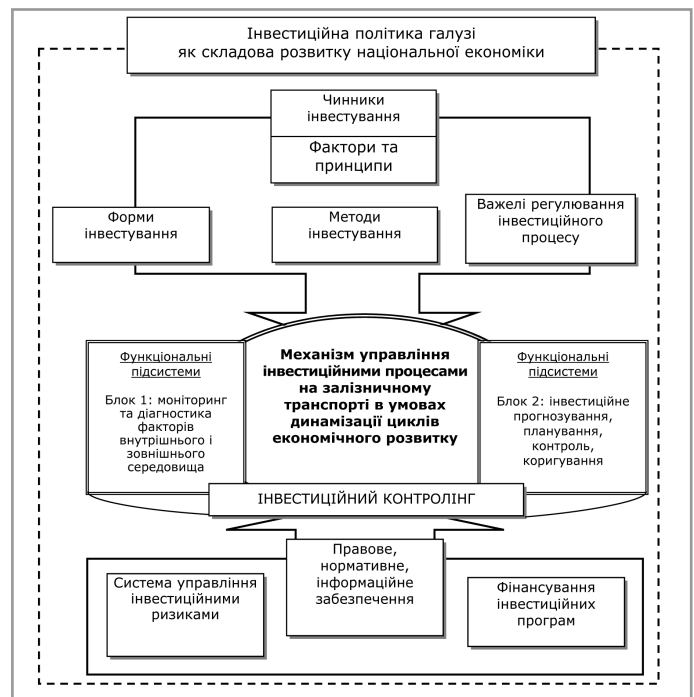 Інвестиційна політика галузі
як складова розвитку національної економіки
Чинники
інвестування
Фактори та
принципи
Форми
інвестування
Методи
інвестування
Важелі регулювання
інвестиційного
процесу
Функціональні
підсистеми
Блок 1: моніторинг
та діагностика
факторів
внутрішнього і
зовнішнього
середовища
Механізм управління
інвестиційними процесами
на залізничному
транспорті в умовах
динамізації циклів
економічного розвитку
Функціональні
підсистеми
Блок 2: інвестиційне
прогнозування,
планування,
контроль,
коригування
ІНВЕСТИЦІЙНИЙ КОНТРОЛІНГ
Система управління
інвестиційними
ризиками
Правове,
нормативне,
інформаційне
забезпечення
Фінансування
інвестиційних
програм